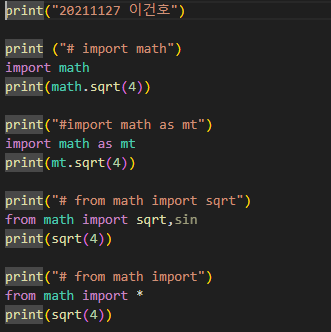 print("20211127 이건호")
print ("# import math")
import math
print(math.sqrt(4))
print("#import math as mt")
import math as mt
print(mt.sqrt(4))
print("# from math import sqrt")
from math import sqrt,sin
print(sqrt(4))
print("# from math import")
from math import *
print(sqrt(4))